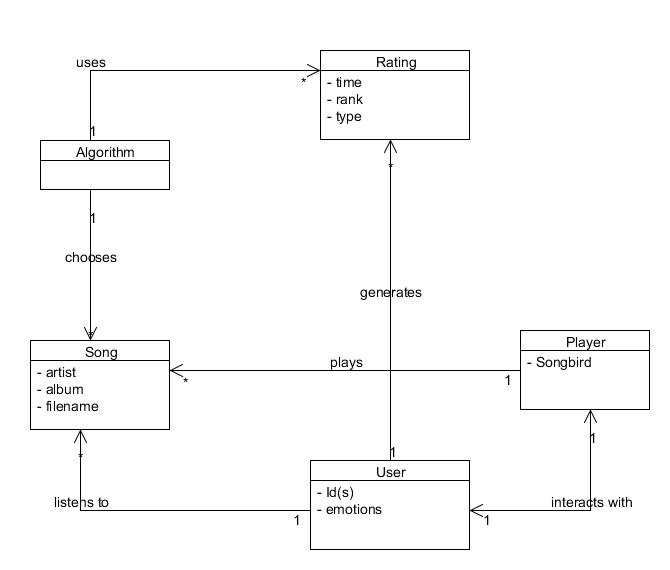 uses
Rating
*
- time
- rank
- type
1
Algorithm
*
1
chooses
generates
*
Song
- artist
- album
- filename
plays
*
1
Player
- Songbird
*
1
1
User
- Id(s)
- emotions
listens to
1
1
interacts with